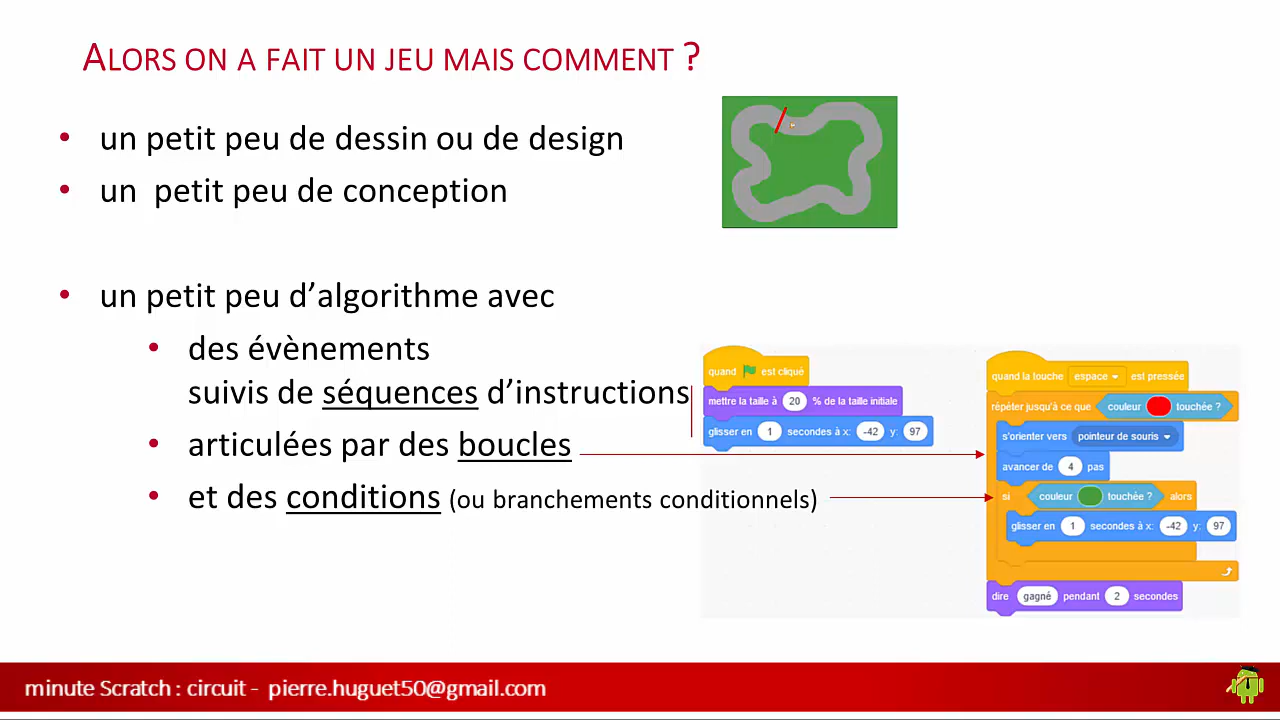 ALORS ON A FAIT UN JEU MAIS COMMENT ?
• un petit peu de dessin ou de design
• un petit peu de conception
• un petit peu d’algorithme avec
• des évènements
suivis de séquences d’instructions
• articulées par des boucles
• et des conditions (ou branchements conditionnels)
quand est cliqué
mettre la taille à 20 % de la taille initiale
glisser en 1 secondes à x: -42 y: 97
quand la touche espace est pressée
répéter jusqu'à ce que couleur touchée ?
s'orienter vers pointeur de souris
avancer de 4 pas
si couleur touchée ? alors
glisser en 1 secondes à x: -42 y: 97
dire gagné pendant 2 secondes
minute Scratch : circuit - pierre.huguet50@gmail.com